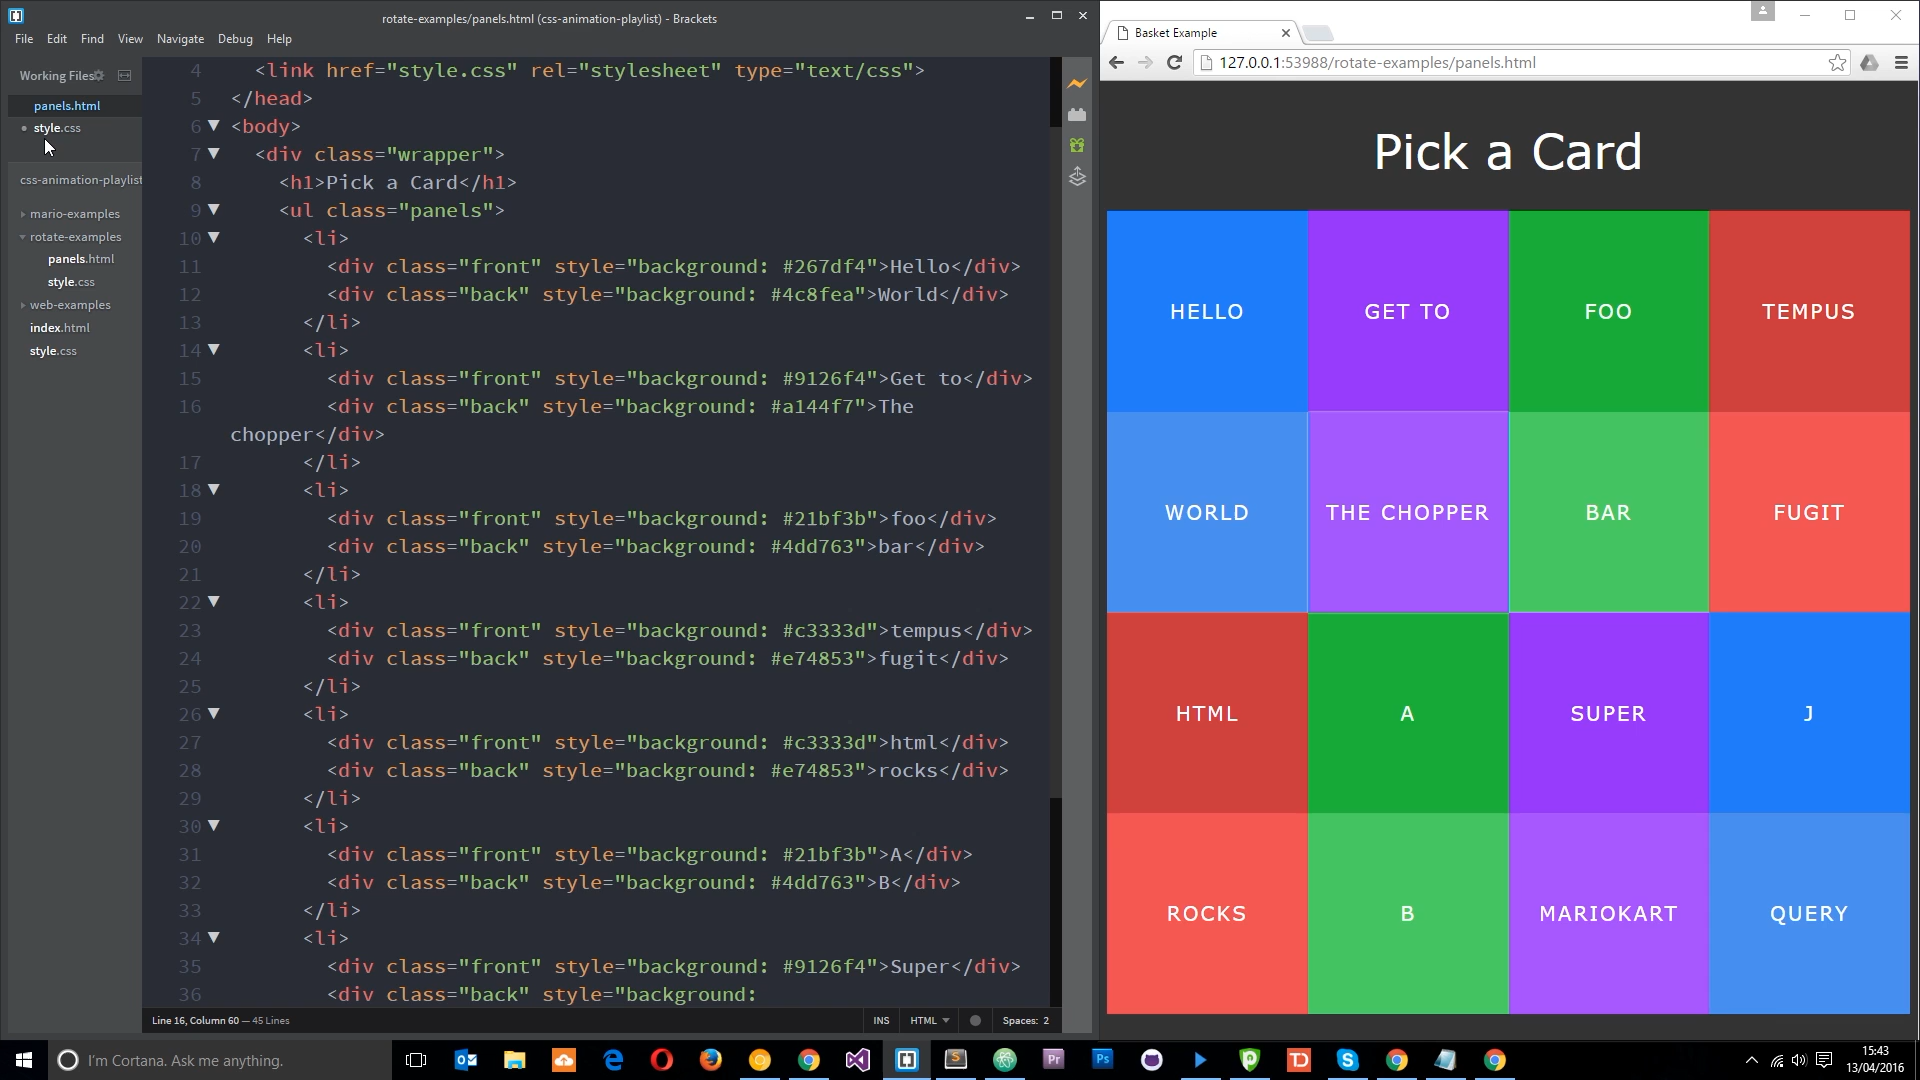 rotate-examples/panels.html (css-animation-playlist) - Brackets
File Edit Find View Navigate Debug Help
Working Files
panels.html
style.css
css-animation-playlist
mario-examples
rotate-examples
panels.html
style.css
web-examples
index.html
style.css
4 <link href="style.css" rel="stylesheet" type="text/css">
5 </head>
6 <body>
7 <div class="wrapper">
8 <h1>Pick a Card</h1>
9 <ul class="panels">
10 <li>
11 <div class="front" style="background: #267df4">Hello</div>
12 <div class="back" style="background: #4c8fea">World</div>
13 </li>
14 <li>
15 <div class="front" style="background: #9126f4">Get to</div>
16 <div class="back" style="background: #a144f7">The
chopper</div>
17 </li>
18 <li>
19 <div class="front" style="background: #21bf3b">foo</div>
20 <div class="back" style="background: #4dd763">bar</div>
21 </li>
22 <li>
23 <div class="front" style="background: #c3333d">tempus</div>
24 <div class="back" style="background: #e74853">fugit</div>
25 </li>
26 <li>
27 <div class="front" style="background: #c3333d">html</div>
28 <div class="back" style="background: #e74853">rocks</div>
29 </li>
30 <li>
31 <div class="front" style="background: #21bf3b">A</div>
32 <div class="back" style="background: #4dd763">B</div>
33 </li>
34 <li>
35 <div class="front" style="background: #9126f4">Super</div>
36 <div class="back" style="background:
Line 16, Column 60 — 45 Lines
INS HTML Spaces: 2
Basket Example
127.0.0.1:53988/rotate-examples/panels.html
Pick a Card
HELLO GET TO FOO TEMPUS
WORLD THE CHOPPER BAR FUGIT
HTML A SUPER J
ROCKS B MARIOKART QUERY
I'm Cortana. Ask me anything.
Pr
Ps
15:43
13/04/2016